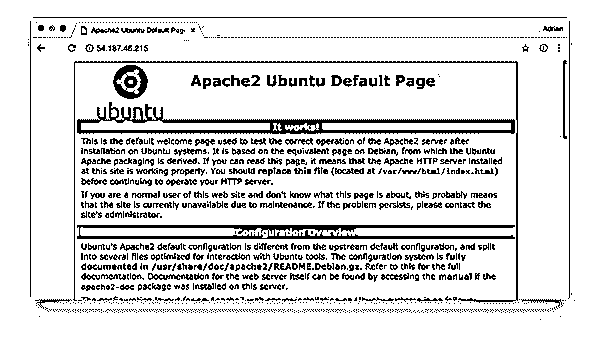 Apache2 Ubuntu Default Pag
Adrian
54.187.46.215
Apache2 Ubuntu Default Page
ubuntu
It works!
This is the default welcome page used to test the correct operation of the Apache2 server after
installation on Ubuntu systems. It is based on the equivalent page on Debian, from which the Ubuntu
Apache packaging is derived. If you can read this page, it means that the Apache HTTP server installed
at this site is working properly. You should replace this file (located at /var/www/html/index.html)
before continuing to operate your HTTP server.
If you are a normal user of this web site and don't know what this page is about, this probably means
that the site is currently unavailable due to maintenance. If the problem persists, please contact the
site's administrator.
Configuration Overview
Ubuntu's Apache2 default configuration is different from the upstream default configuration, and split
into several files optimized for interaction with Ubuntu tools. The configuration system is fully
documented in /usr/share/doc/apache2/README.Debian.gz. Refer to this for the full
documentation. Documentation for the web server itself can be found by accessing the manual if the
apache2-doc package was installed on this server.